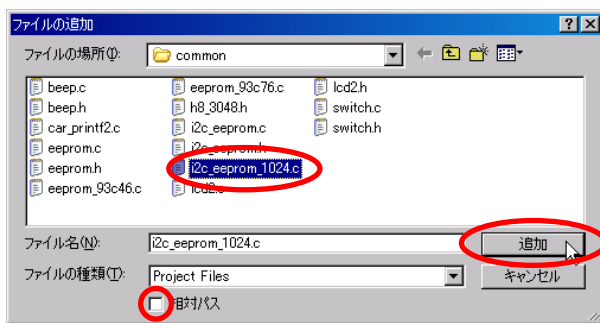 ファイルの追加
ファイルの場所(I): common
beep.c
beep.h
car_printf2.c
eeprom.c
eeprom.h
eeprom_93c46.c
eeprom_93c76.c
h8_3048.h
i2c_eeprom.c
i2c_eeprom.h
i2c_eeprom_1024.c
lcd2.c
lcd2.h
switch.c
switch.h
ファイル名(N): i2c_eeprom_1024.c 追加
ファイルの種類(T): Project Files キャンセル
相対パス